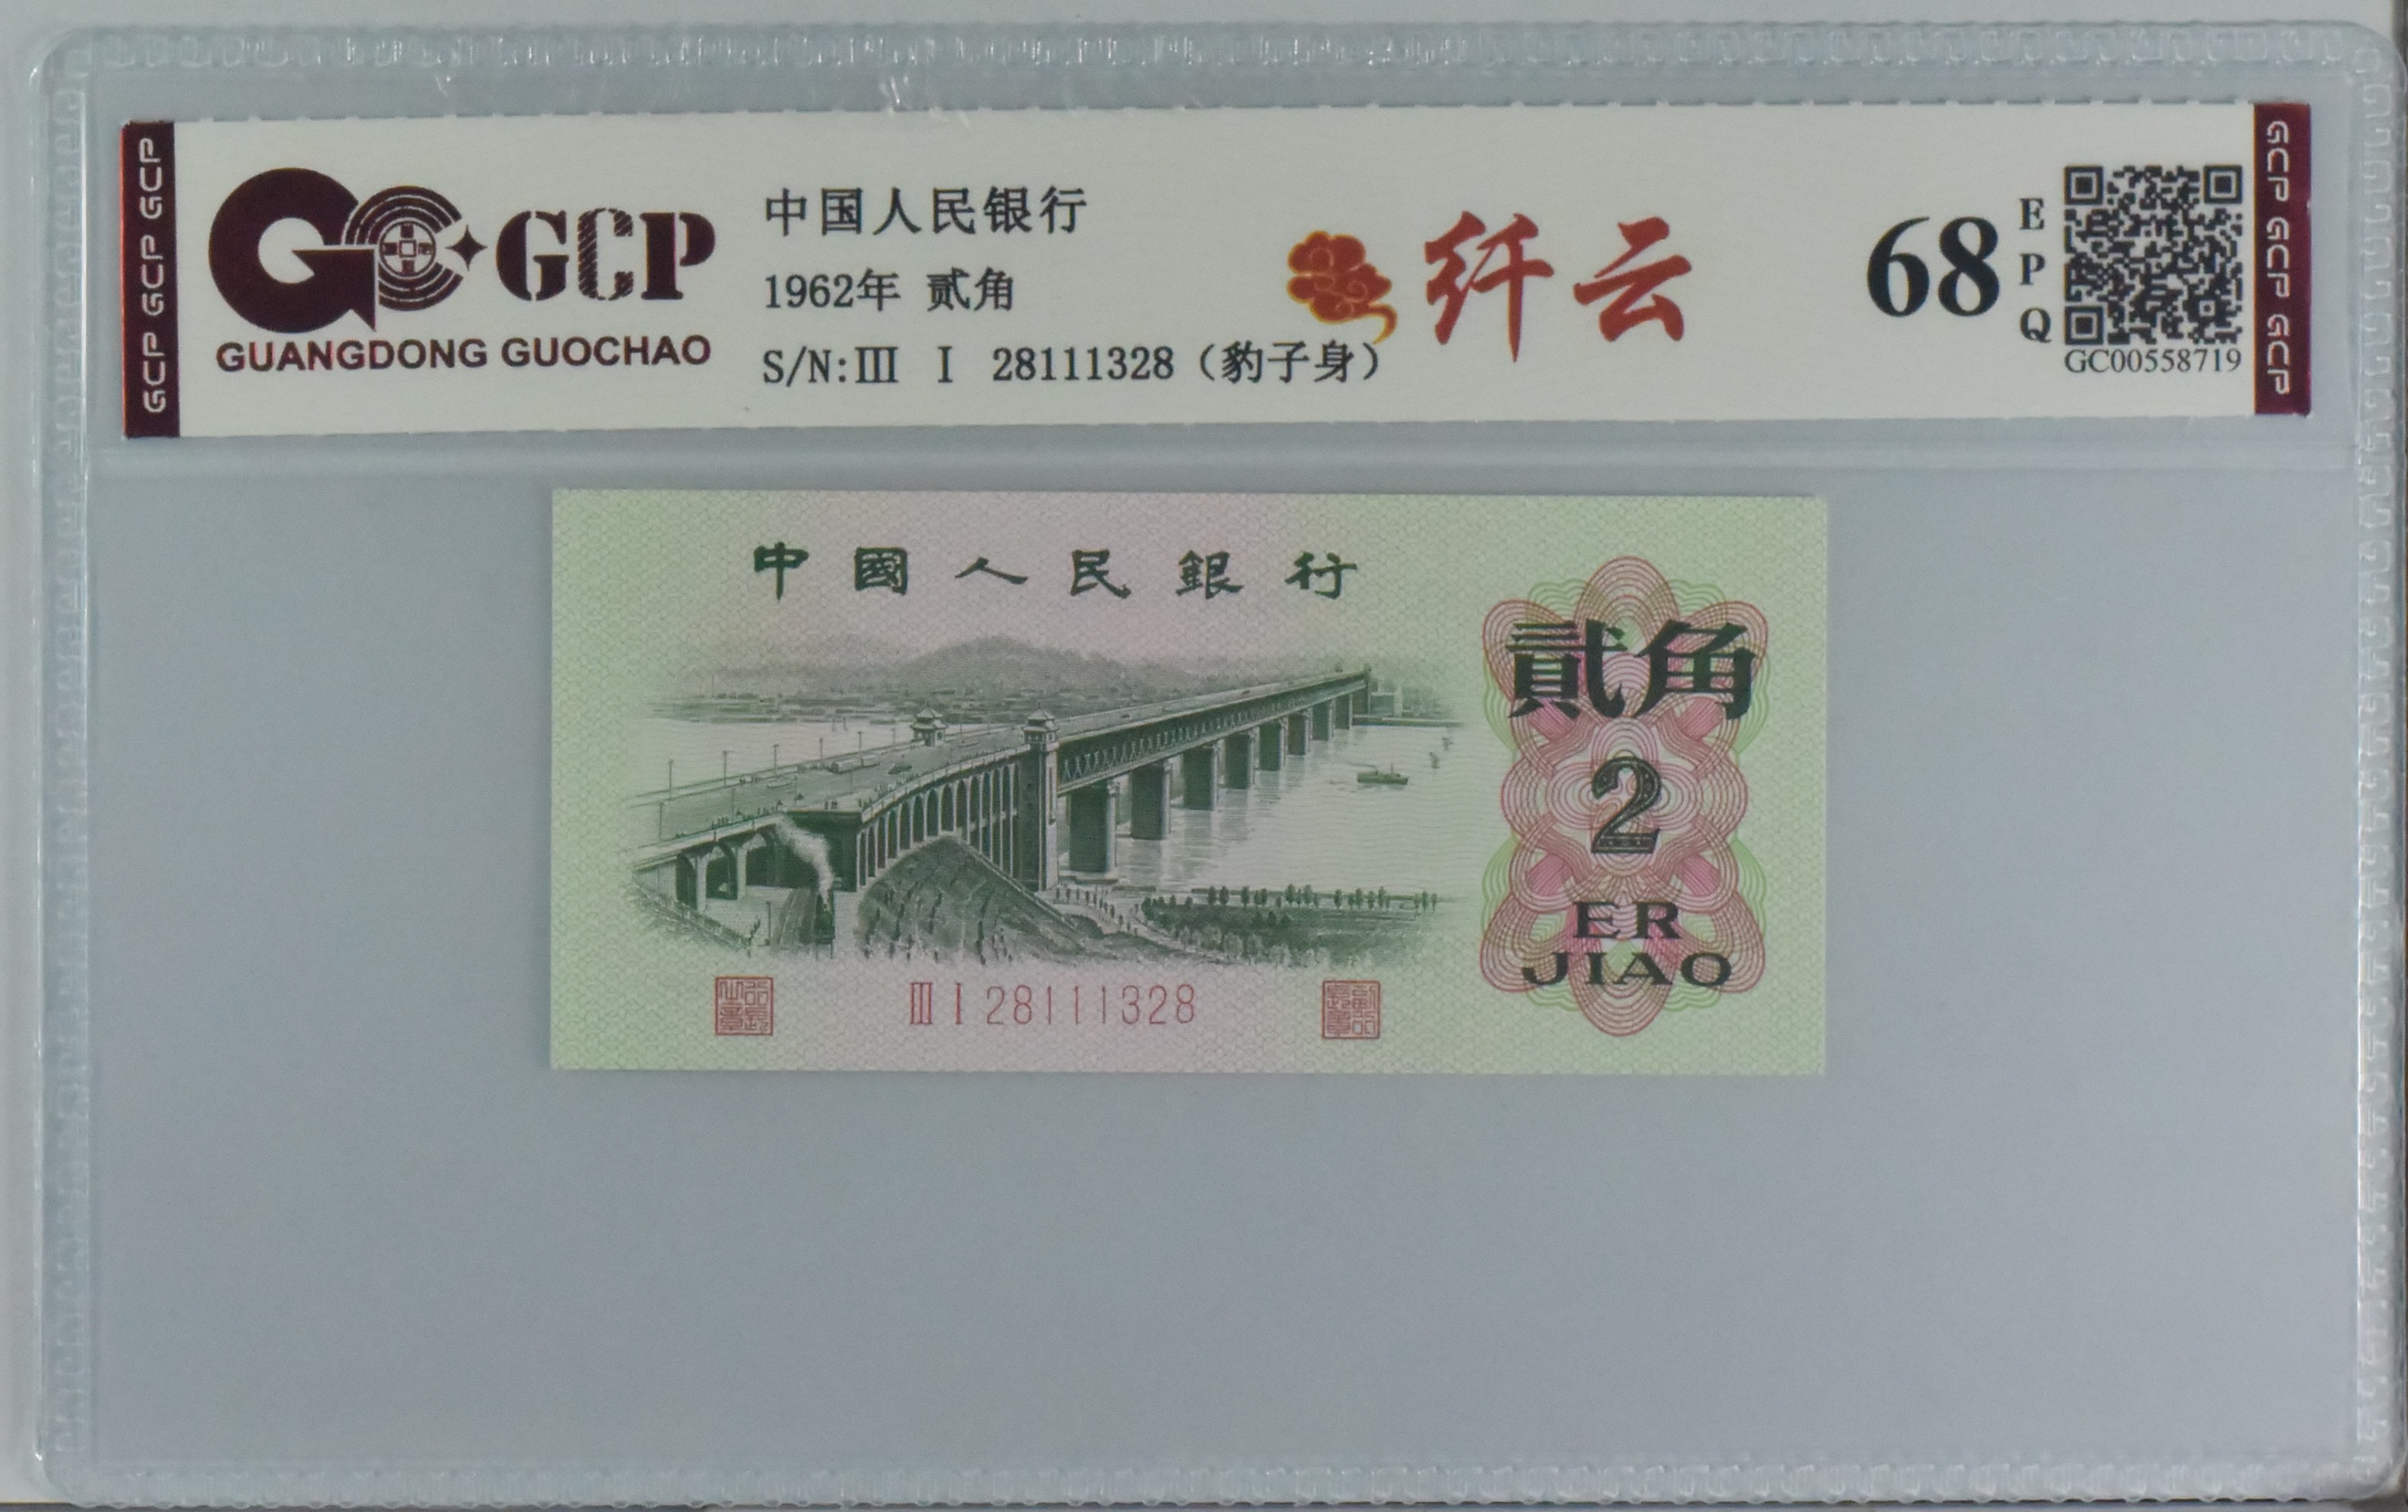 GCP GCP GCP
GCP
GUANGDONG GUOCHAO
中国人民银行
1962年 贰角
S/N:Ⅲ Ⅰ 28111328（豹子身）
纤云
68
EPQ
GC00558719
GCP GCP GCP
中國人民銀行
貳角
2
ER
JIAO
Ⅲ Ⅰ 28111328